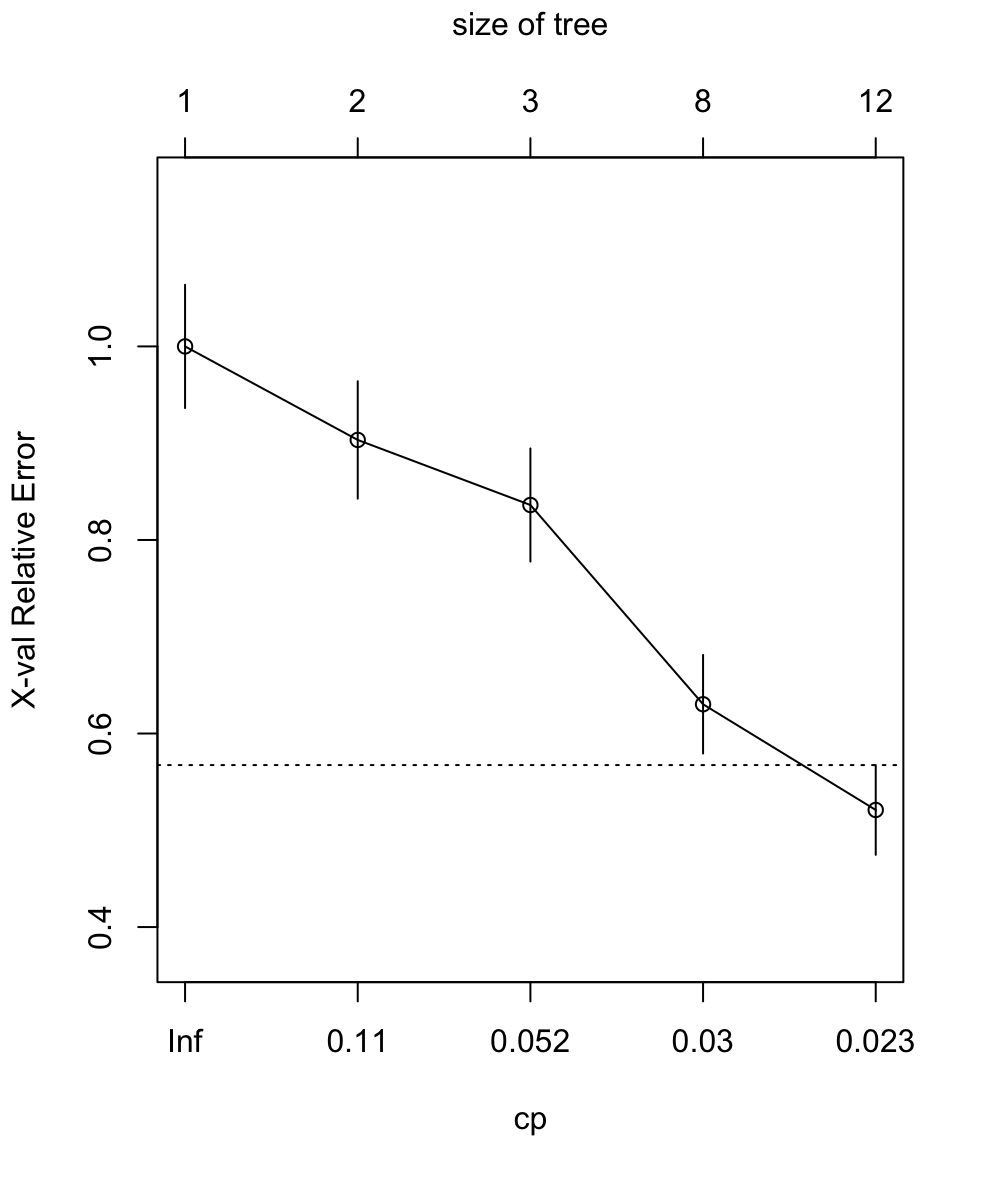 size of tree
1 2 3 8 12
X-val Relative Error
1.0
0.8
0.6
0.4
Inf 0.11 0.052 0.03 0.023
cp